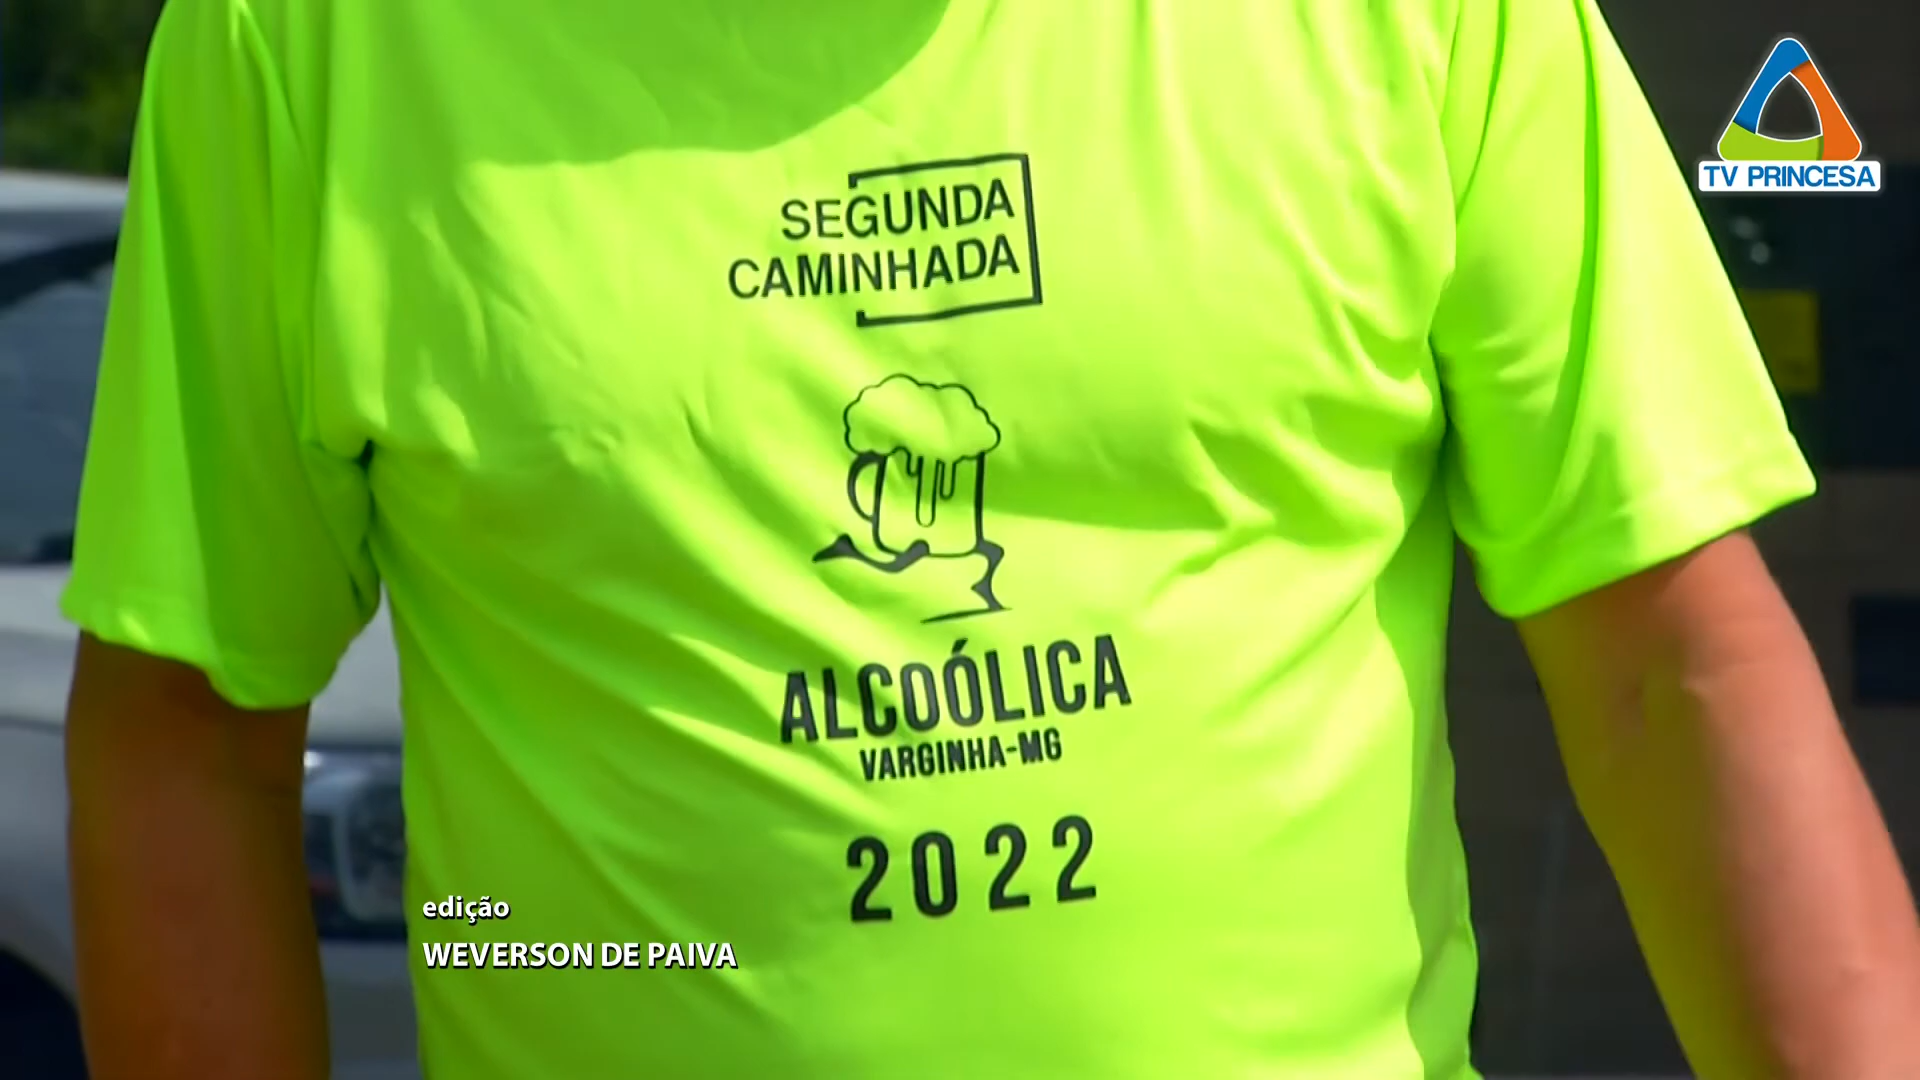 TV PRINCESA
SEGUNDA
CAMINHADA
ALCOÓLICA
VARGINHA-MG
2022
edição
WEVERSON DE PAIVA